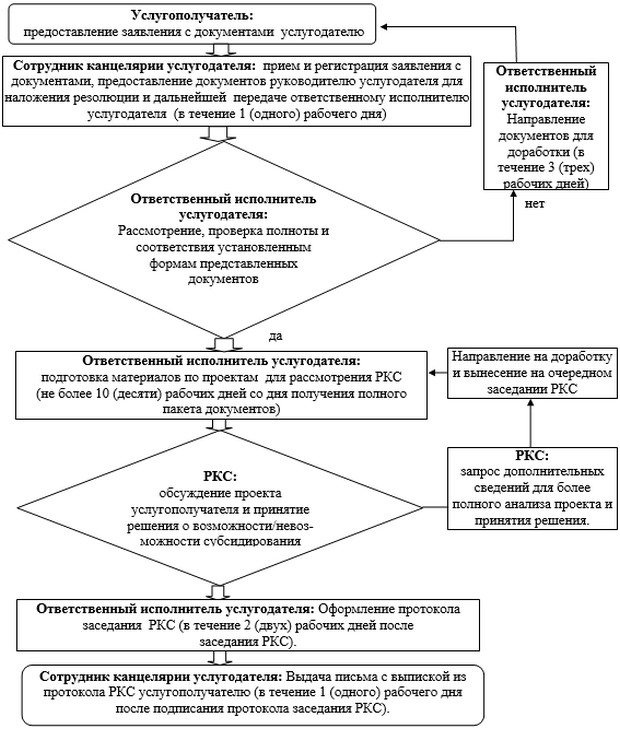 Услугополучатель:
предоставление заявления с документами услугодателю
Сотрудник канцелярии услугодателя: прием и регистрация заявления с
документами, предоставление документов руководителю услугодателя для
наложения резолюции и дальнейшей передаче ответственному исполнителю
услугодателя (в течение 1 (одного) рабочего дня)
Ответственный
исполнитель
услугодателя:
Направление
документов для
доработки (в
течение 3 (трех)
рабочих дней)
нет
Ответственный исполнитель
услугодателя:
Рассмотрение, проверка полноты и
соответствия установленным
формам представленных
документов
да
Ответственный исполнитель услугодателя:
подготовка материалов по проектам для рассмотрения РКС
(не более 10 (десяти) рабочих дней со дня получения полного
пакета документов)
Направление на доработку
и вынесение на очередном
заседании РКС
РКС:
обсуждение проекта
услугополучателя и принятие
решения о возможности/невоз-
можности субсидирования
РКС:
запрос дополнительных
сведений для более
полного анализа проекта и
принятия решения.
Ответственный исполнитель услугодателя: Оформление протокола
заседания РКС (в течение 2 (двух) рабочих дней после
заседания РКС).
Сотрудник канцелярии услугодателя: Выдача письма с выпиской из
протокола РКС услугополучателю (в течение 1 (одного) рабочего дня
после подписания протокола заседания РКС).